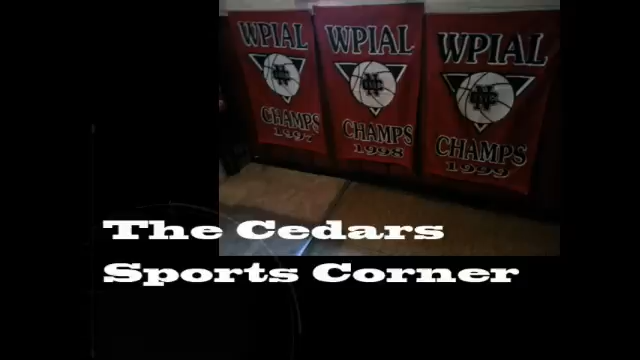 WPIAL
CHAMPS
1997
WPIAL
CHAMPS
1998
WPIAL
CHAMPS
1999
The Cedars
Sports Corner